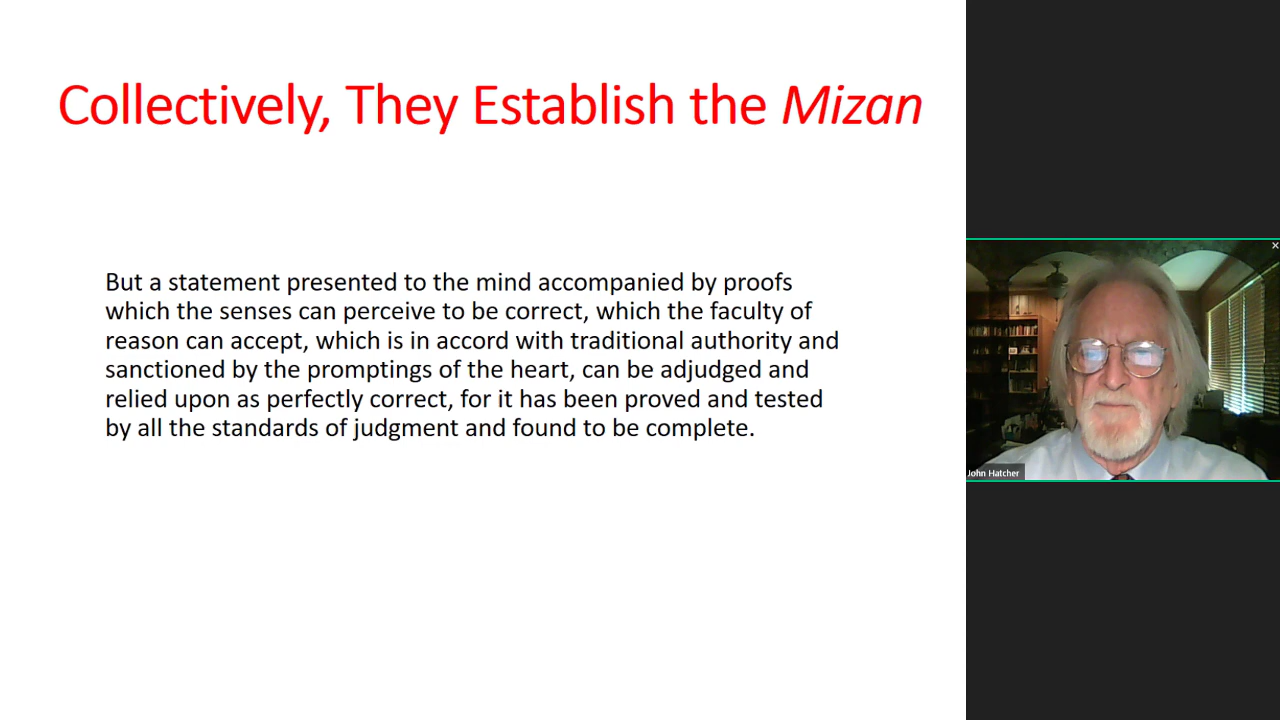 Collectively, They Establish the Mizan
But a statement presented to the mind accompanied by proofs
which the senses can perceive to be correct, which the faculty of
reason can accept, which is in accord with traditional authority and
sanctioned by the promptings of the heart, can be adjudged and
relied upon as perfectly correct, for it has been proved and tested
by all the standards of judgment and found to be complete.
John Hatcher